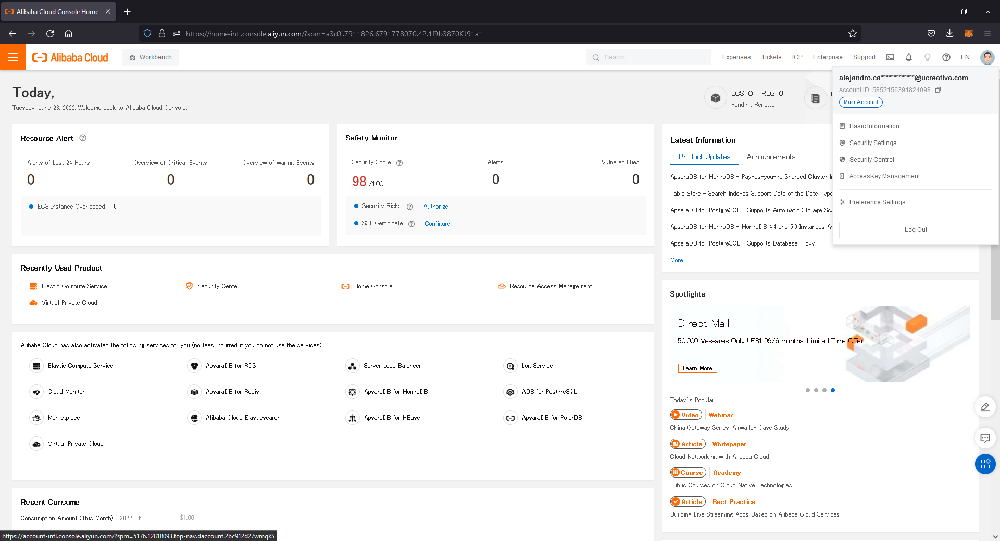 Alibaba Cloud Console Home
https://home-intl.console.aliyun.com/?spm=a3c0i.7911826.6791778070.42.1f9b3870KJ91a1
Alibaba Cloud
Workbench
Search...
Expenses
Tickets
ICP
Enterprise
Support
EN
alejandro.ca*************@ucreativa.com
Account ID: 5852156391824098
Main Account
Basic Information
Security Settings
Security Control
AccessKey Management
Preference Settings
Log Out
Today,
Tuesday, June 28, 2022, Welcome back to Alibaba Cloud Console.
ECS 0 | RDS 0
Pending Renewal
Resource Alert
Alerts of Last 24 Hours
0
Overview of Critical Events
0
Overview of Waring Events
0
ECS Instance Overloaded 0
Safety Monitor
Security Score
98 /100
Alerts
0
Vulnerabilities
0
Security Risks
Authorize
SSL Certificate
Configure
Latest Information
Product Updates
Announcements
ApsaraDB for MongoDB - Pay-as-you-go Sharded Cluster
Table Store - Search Indexes Support Data of the Date Type
ApsaraDB for PostgreSQL - Supports Automatic Storage
ApsaraDB for MongoDB - MongoDB 4.4 and 5.0 Instances
ApsaraDB for PostgreSQL - Supports Database Proxy
More
Recently Used Product
Elastic Compute Service
Security Center
Home Console
Resource Access Management
Virtual Private Cloud
Alibaba Cloud has also activated the following services for you (no fees incurred if you do not use the services)
Elastic Compute Service
ApsaraDB for RDS
Server Load Balancer
Log Service
Cloud Monitor
ApsaraDB for Redis
ApsaraDB for MongoDB
ADB for PostgreSQL
Marketplace
Alibaba Cloud Elasticsearch
ApsaraDB for HBase
ApsaraDB for PolarDB
Virtual Private Cloud
Recent Consume
Consumption Amount (This Month) 2022-06
$1.00
Spotlights
Direct Mail
50,000 Messages Only US$1.99/6 months, Limited Time Offer!
Learn More
Today's Popular
Video | Webinar
China Gateway Series: Airwallex Case Study
Article | Whitepaper
Cloud Networking with Alibaba Cloud
Course | Academy
Public Courses on Cloud Native Technologies
Article | Best Practice
Building Live Streaming Apps Based on Alibaba Cloud Services
https://account-intl.console.aliyun.com/?spm=5176.12818093.top-nav.daccount.2bc912d27wmqkS